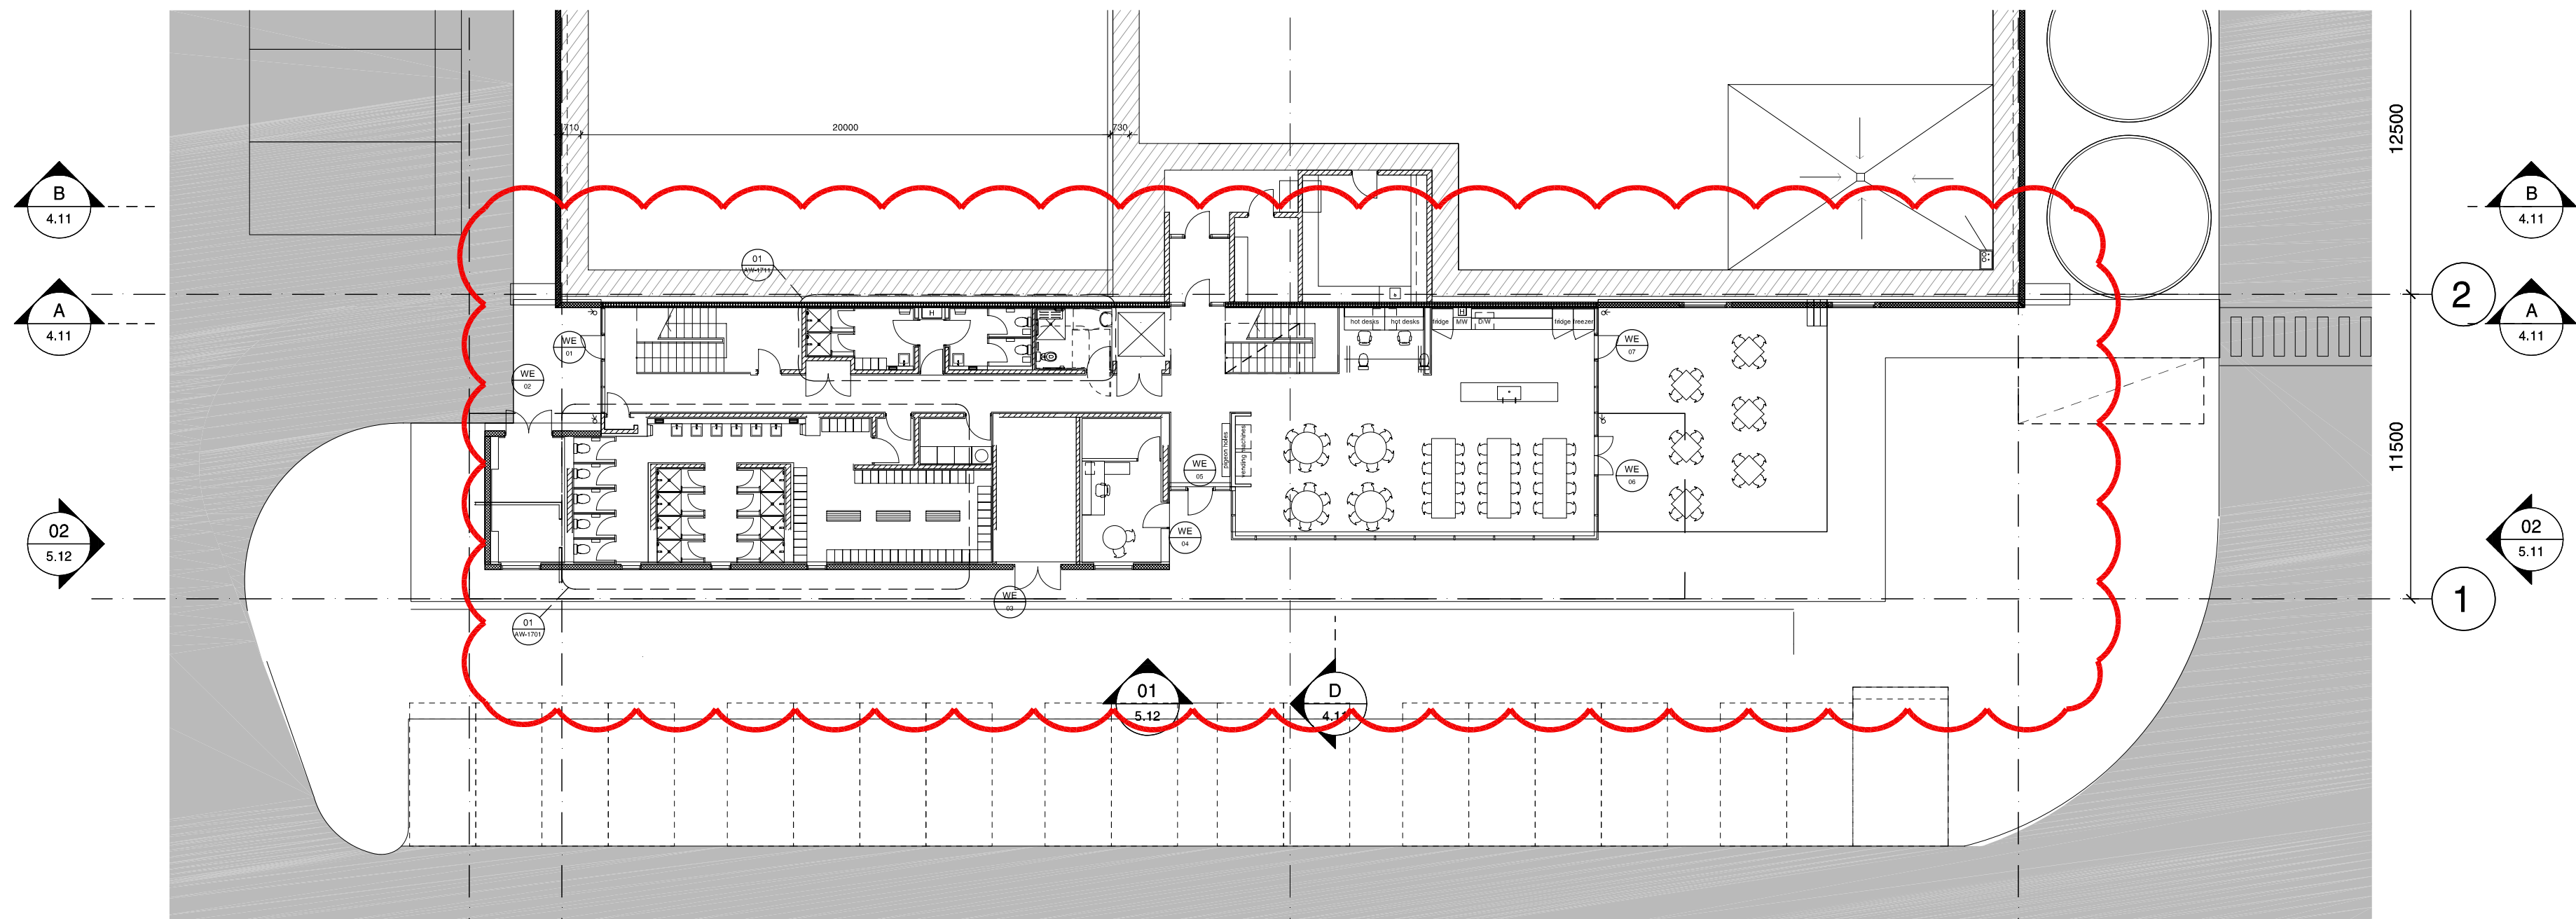 710
20000
730
12500
B
4.11
B
4.11
01
AW-1711
2
A
4.11
A
4.11
H
hot desks
hot desks
fridge
MW
D/W
fridge
freezer
WE
01
WE
07
WE
02
pigeon holes
vending machines
11500
WE
05
WE
06
02
5.12
WE
04
02
5.11
WE
03
1
01
AW-1701
01
5.12
D
4.11